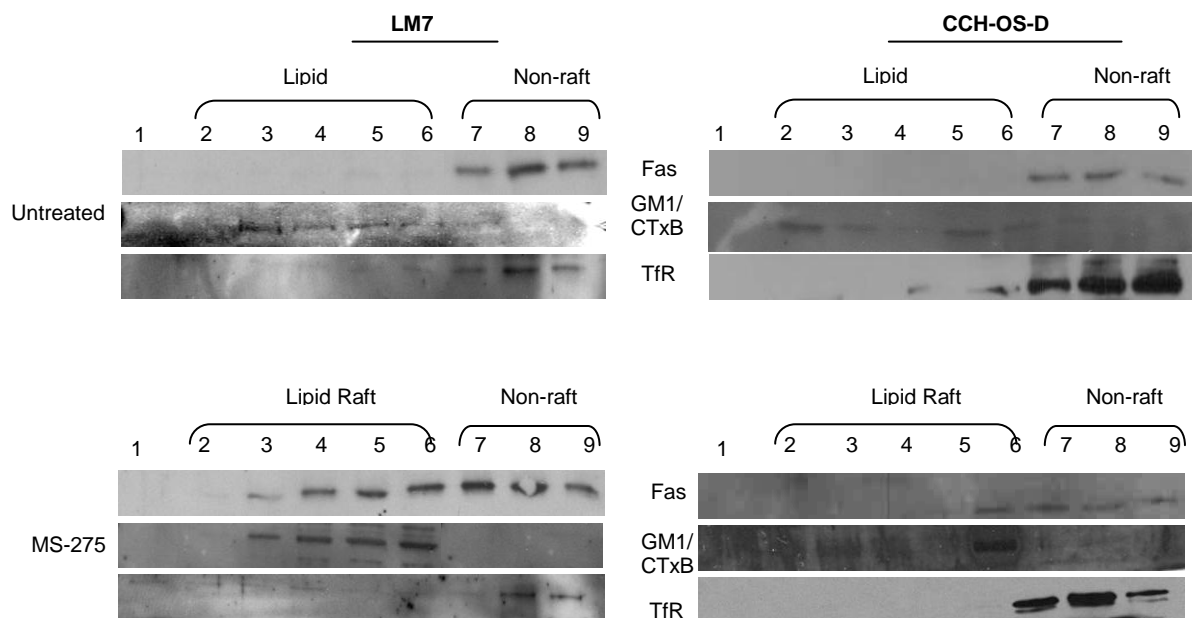 LM7
CCH-OS-D
Lipid
Non-raft
Lipid
Non-raft
1 2 3 4 5 6 7 8 9
1 2 3 4 5 6 7 8 9
Untreated
Fas
GM1/
CTxB
TfR
Lipid Raft
Non-raft
Lipid Raft
Non-raft
1 2 3 4 5 6 7 8 9
1 2 3 4 5 6 7 8 9
MS-275
Fas
GM1/
CTxB
TfR